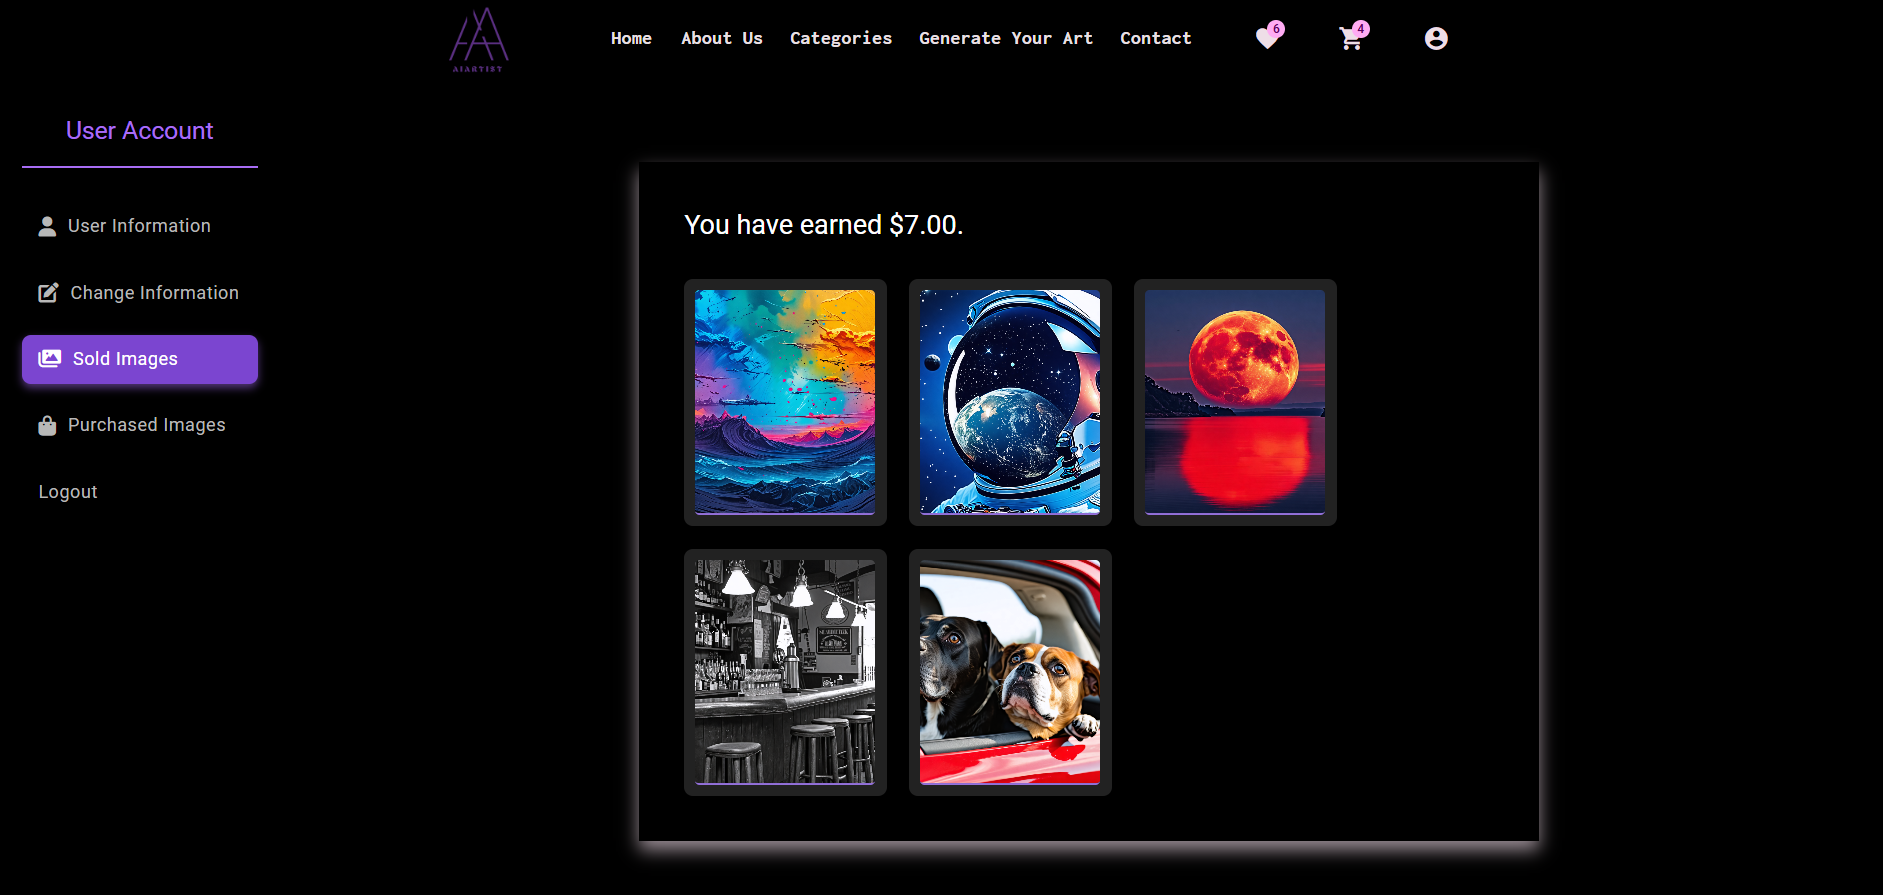 AIARTIST
Home About Us Categories Generate Your Art Contact 6 4
User Account
User Information
Change Information
Sold Images
Purchased Images
Logout
You have earned $7.00.